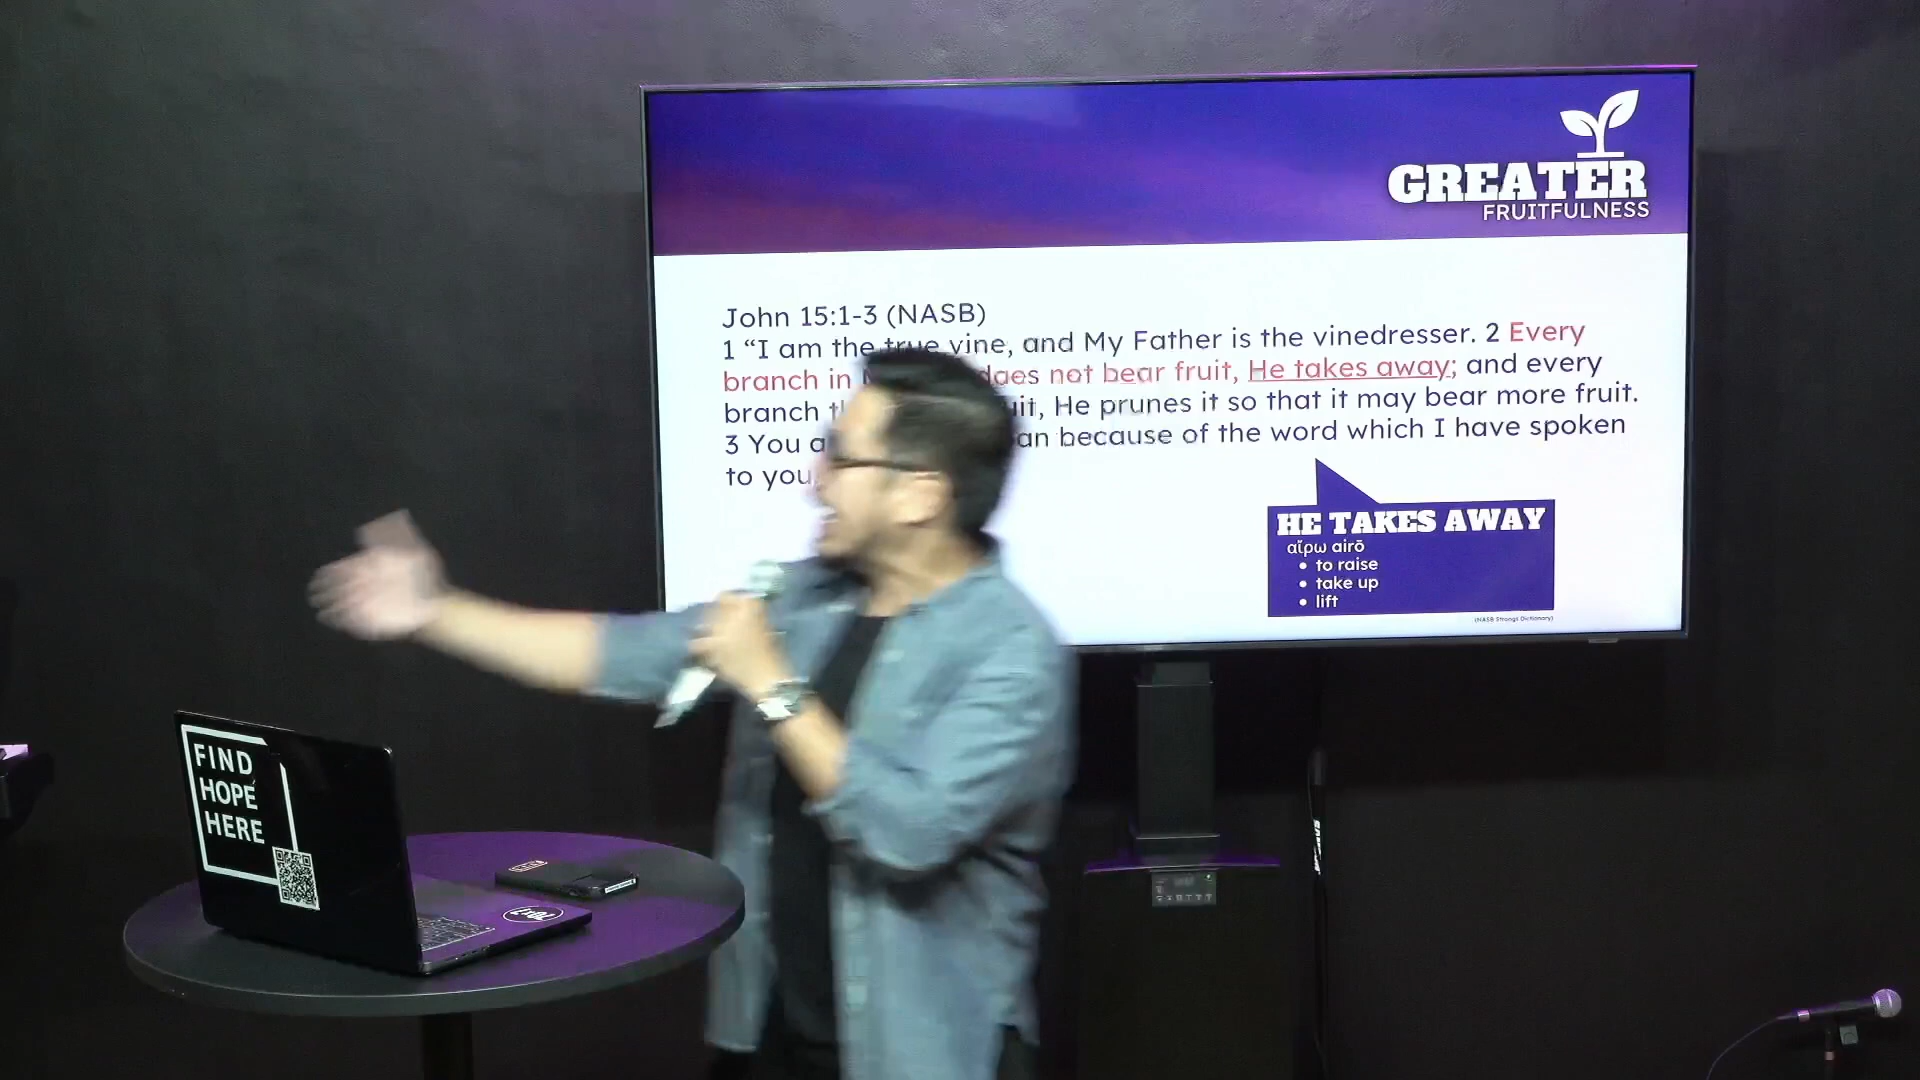 GREATER
FRUITFULNESS
John 15:1-3 (NASB)
1 “I am the true vine, and My Father is the vinedresser. 2 Every
branch in does not bear fruit, He takes away; and every
branch it, He prunes it so that it may bear more fruit.
3 You an because of the word which I have spoken
to you
HE TAKES AWAY
αἴρω airō
• to raise
• take up
• lift
(NASB Strongs Dictionary)
FIND
HOPE
HERE